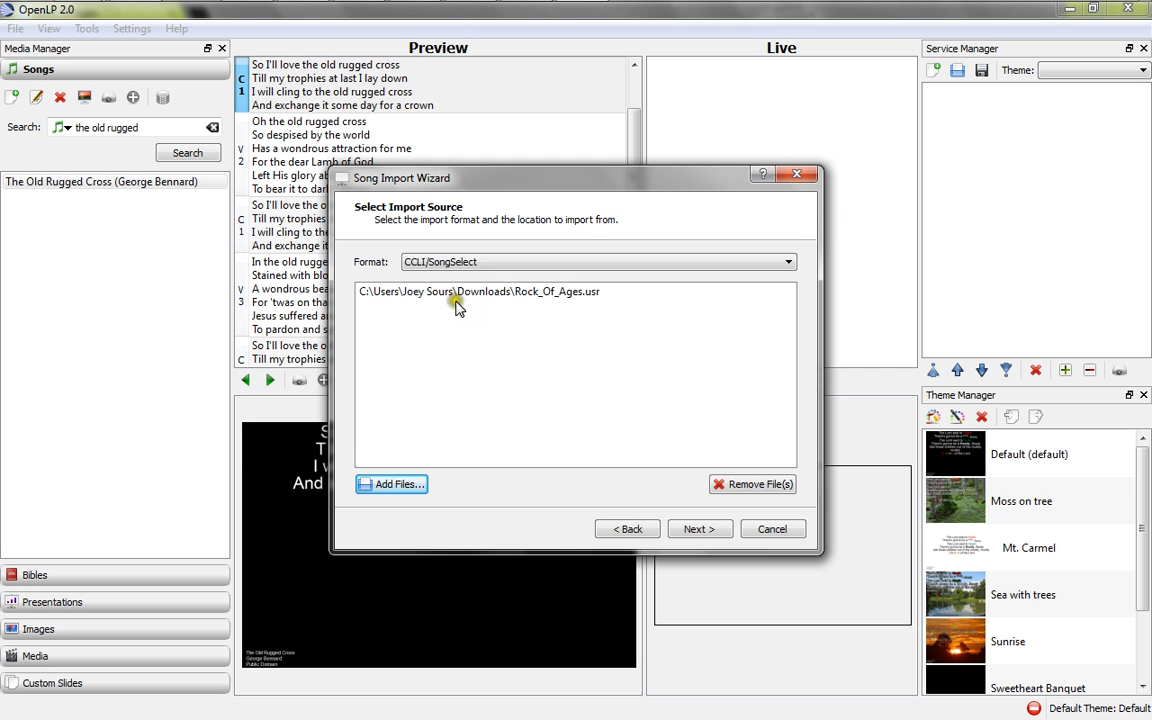 OpenLP 2.0
File View Tools Settings Help
Media Manager
Preview
Live
Service Manager
Songs
Theme:
Search: the old rugged
Search
The Old Rugged Cross (George Bennard)
So I'll love the old rugged cross
C Till my trophies at last I lay down
1 I will cling to the old rugged cross
And exchange it some day for a crown
Oh the old rugged cross
So despised by the world
V Has a wondrous attraction for me
2 For the dear Lamb of God
Left His glory
To bear it to
So I'll love the
C Till my trophies
1 I will cling to the
And exchange
In the old
Stained with
V A wondrous
3 For 'twas on
Jesus suffered
To pardon and
So I'll love the
C Till my trophies
Song Import Wizard
Select Import Source
Select the import format and the location to import from.
Format: CCLI/SongSelect
C:\Users\Joey Sours\Downloads\Rock_Of_Ages.usr
Add Files...
Remove File(s)
< Back
Next >
Cancel
And
The Old Rugged Cross
George Bennard
Public Domain
Bibles
Presentations
Images
Media
Custom Slides
Theme Manager
Default (default)
Moss on tree
Mt. Carmel
Sea with trees
Sunrise
Sweetheart Banquet
Default Theme: Default